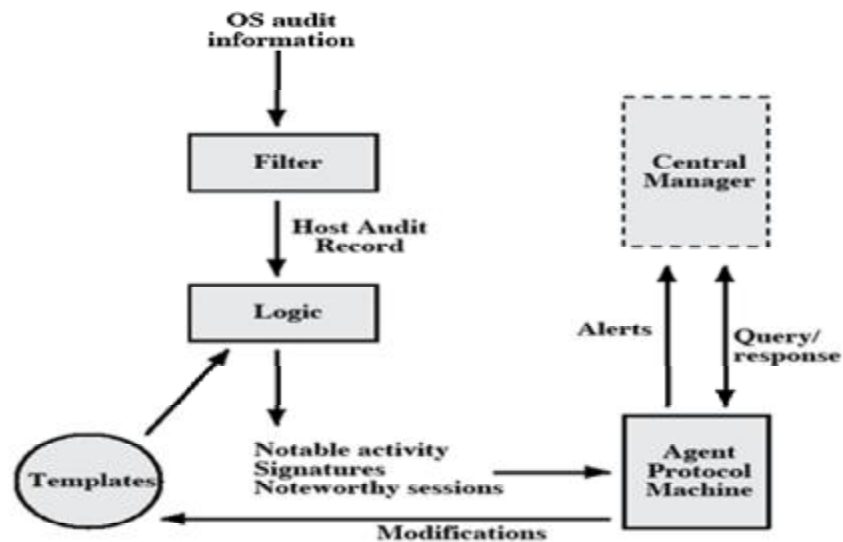 OS audit
information
Filter
Host Audit
Record
Logic
Templates
Notable activity
Signatures
Noteworthy sessions
Modifications
Central
Manager
Alerts
Query/
response
Agent
Protocol
Machine